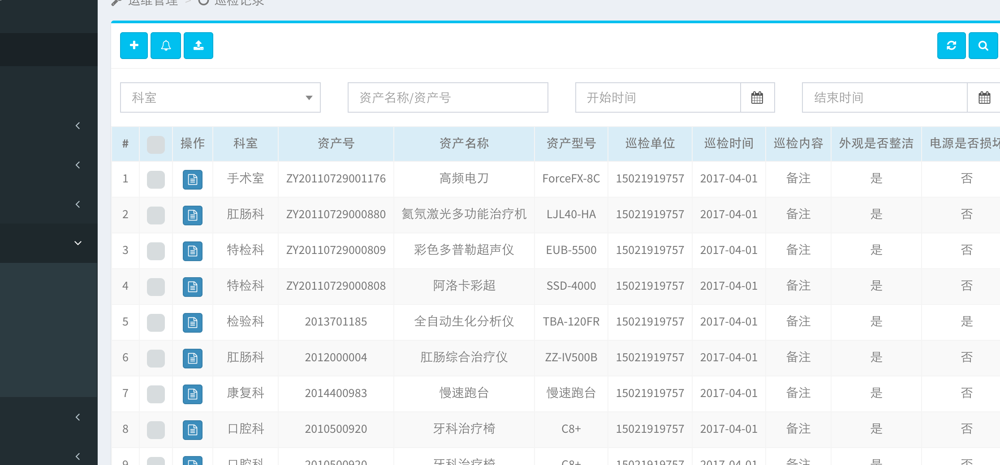 运维管理 > 巡检记录
科室 资产名称/资产号 开始时间 结束时间
# 操作 科室 资产号 资产名称 资产型号 巡检单位 巡检时间 巡检内容 外观是否整洁 电源是否损坏
1 手术室 ZY20110729001176 高频电刀 ForceFX-8C 15021919757 2017-04-01 备注 是 否
2 肛肠科 ZY20110729000880 氦氖激光多功能治疗机 LJL40-HA 15021919757 2017-04-01 备注 是 否
3 特检科 ZY20110729000809 彩色多普勒超声仪 EUB-5500 15021919757 2017-04-01 备注 是 否
4 特检科 ZY20110729000808 阿洛卡彩超 SSD-4000 15021919757 2017-04-01 备注 是 否
5 检验科 2013701185 全自动生化分析仪 TBA-120FR 15021919757 2017-04-01 备注 是 是
6 肛肠科 2012000004 肛肠综合治疗仪 ZZ-IV500B 15021919757 2017-04-01 备注 是 否
7 康复科 2014400983 慢速跑台 慢速跑台 15021919757 2017-04-01 备注 是 否
8 口腔科 2010500920 牙科治疗椅 C8+ 15021919757 2017-04-01 备注 是 否
9 口腔科 2010500920 牙科治疗椅 C8+ 15021919757 2017-04-01 备注 是 否